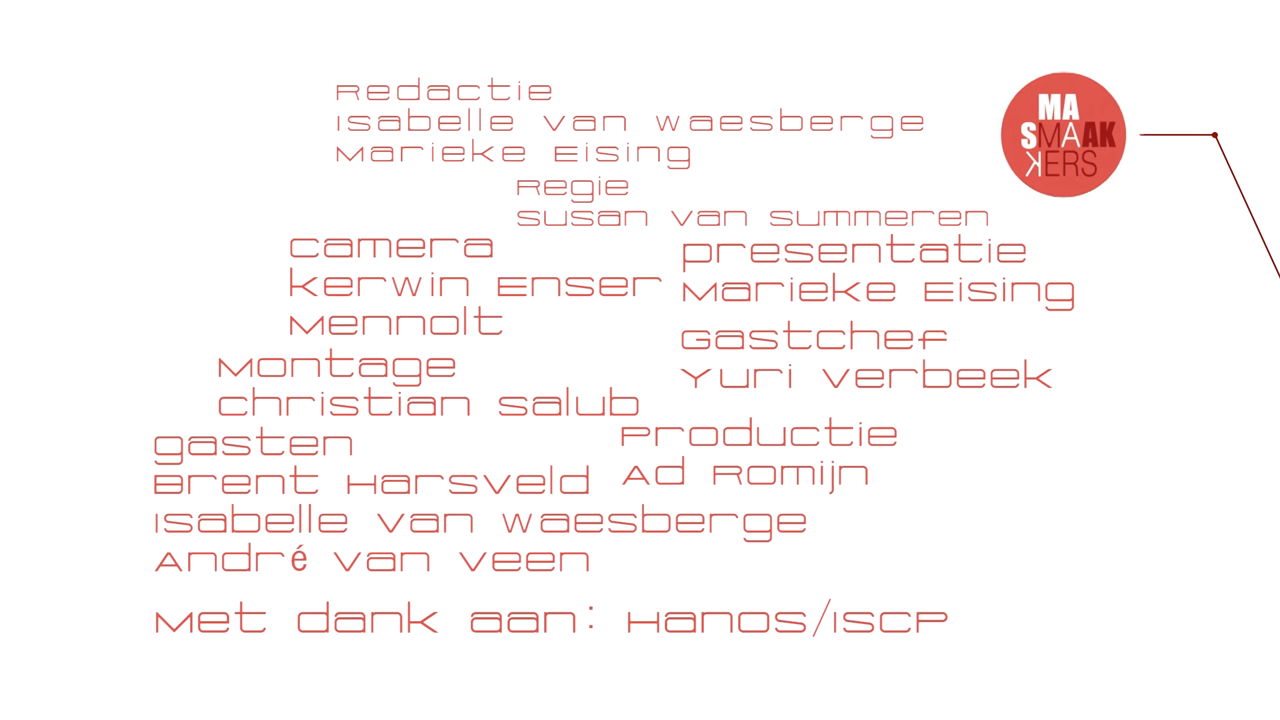 Redactie
Isabelle van Waesberge
Marieke Eising
Regie
Susan van Summeren
Camera
Kerwin Enser
Mennolt
Presentatie
Marieke Eising
Gastchef
Yuri Verbeek
Montage
Christian Salub
Productie
Ad Romijn
gasten
Brent Harsveld
Isabelle van Waesberge
André van Veen
Met dank aan: Hanos/ISCP
MA
SMAAK
KERS